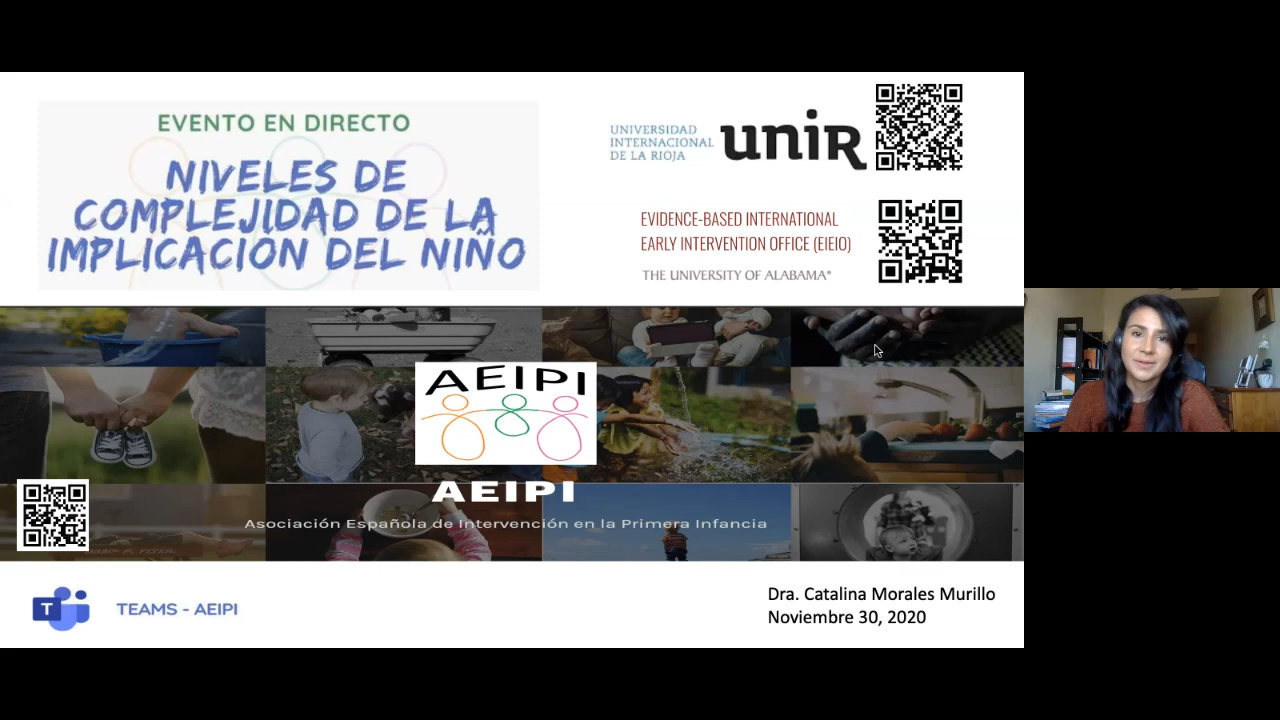 EVENTO EN DIRECTO
NIVELES DE
COMPLEJIDAD DE LA
IMPLICACIÓN DEL NIÑO
UNIVERSIDAD
INTERNACIONAL
DE LA RIOJA
unir
EVIDENCE-BASED INTERNATIONAL
EARLY INTERVENTION OFFICE (EIEIO)
THE UNIVERSITY OF ALABAMA®
AEIPI
AEIPI
Asociación Española de Intervención en la Primera Infancia
T
TEAMS - AEIPI
Dra. Catalina Morales Murillo
Noviembre 30, 2020